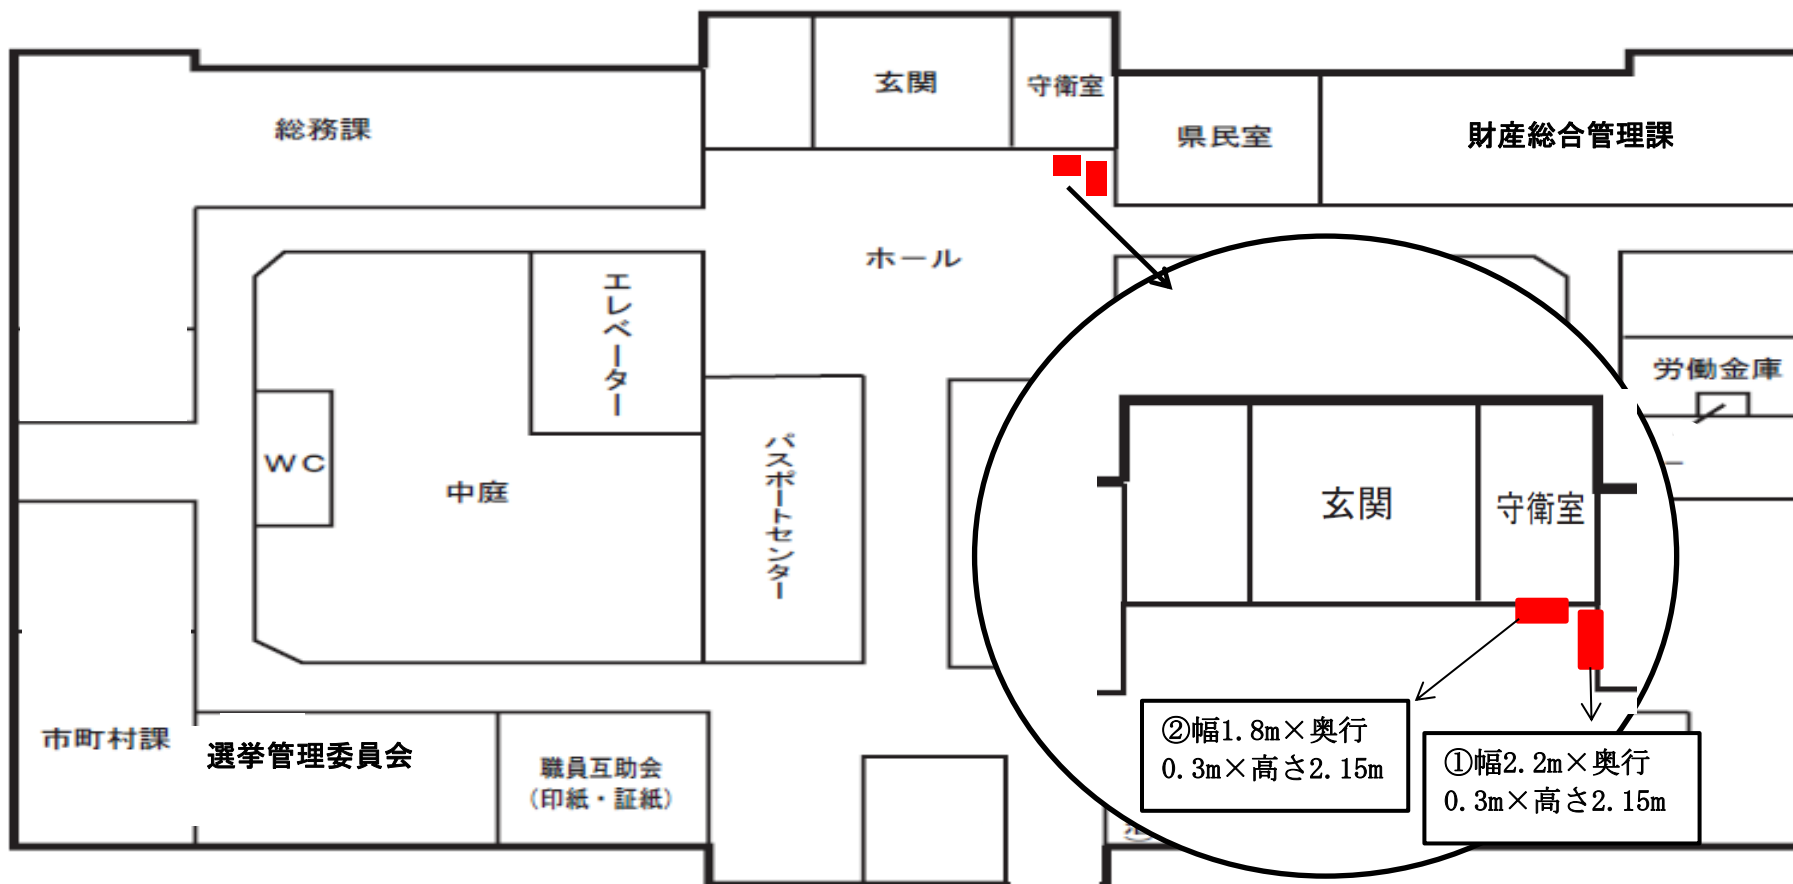 玄関
守衛室
総務課
県民室
財産総合管理課
ホール
エレベーター
労働金庫
WC
中庭
パスポートセンター
玄関
守衛室
市町村課
選挙管理委員会
職員互助会
(印紙・証紙)
②幅1.8m×奥行
0.3m×高さ2.15m
①幅2.2m×奥行
0.3m×高さ2.15m